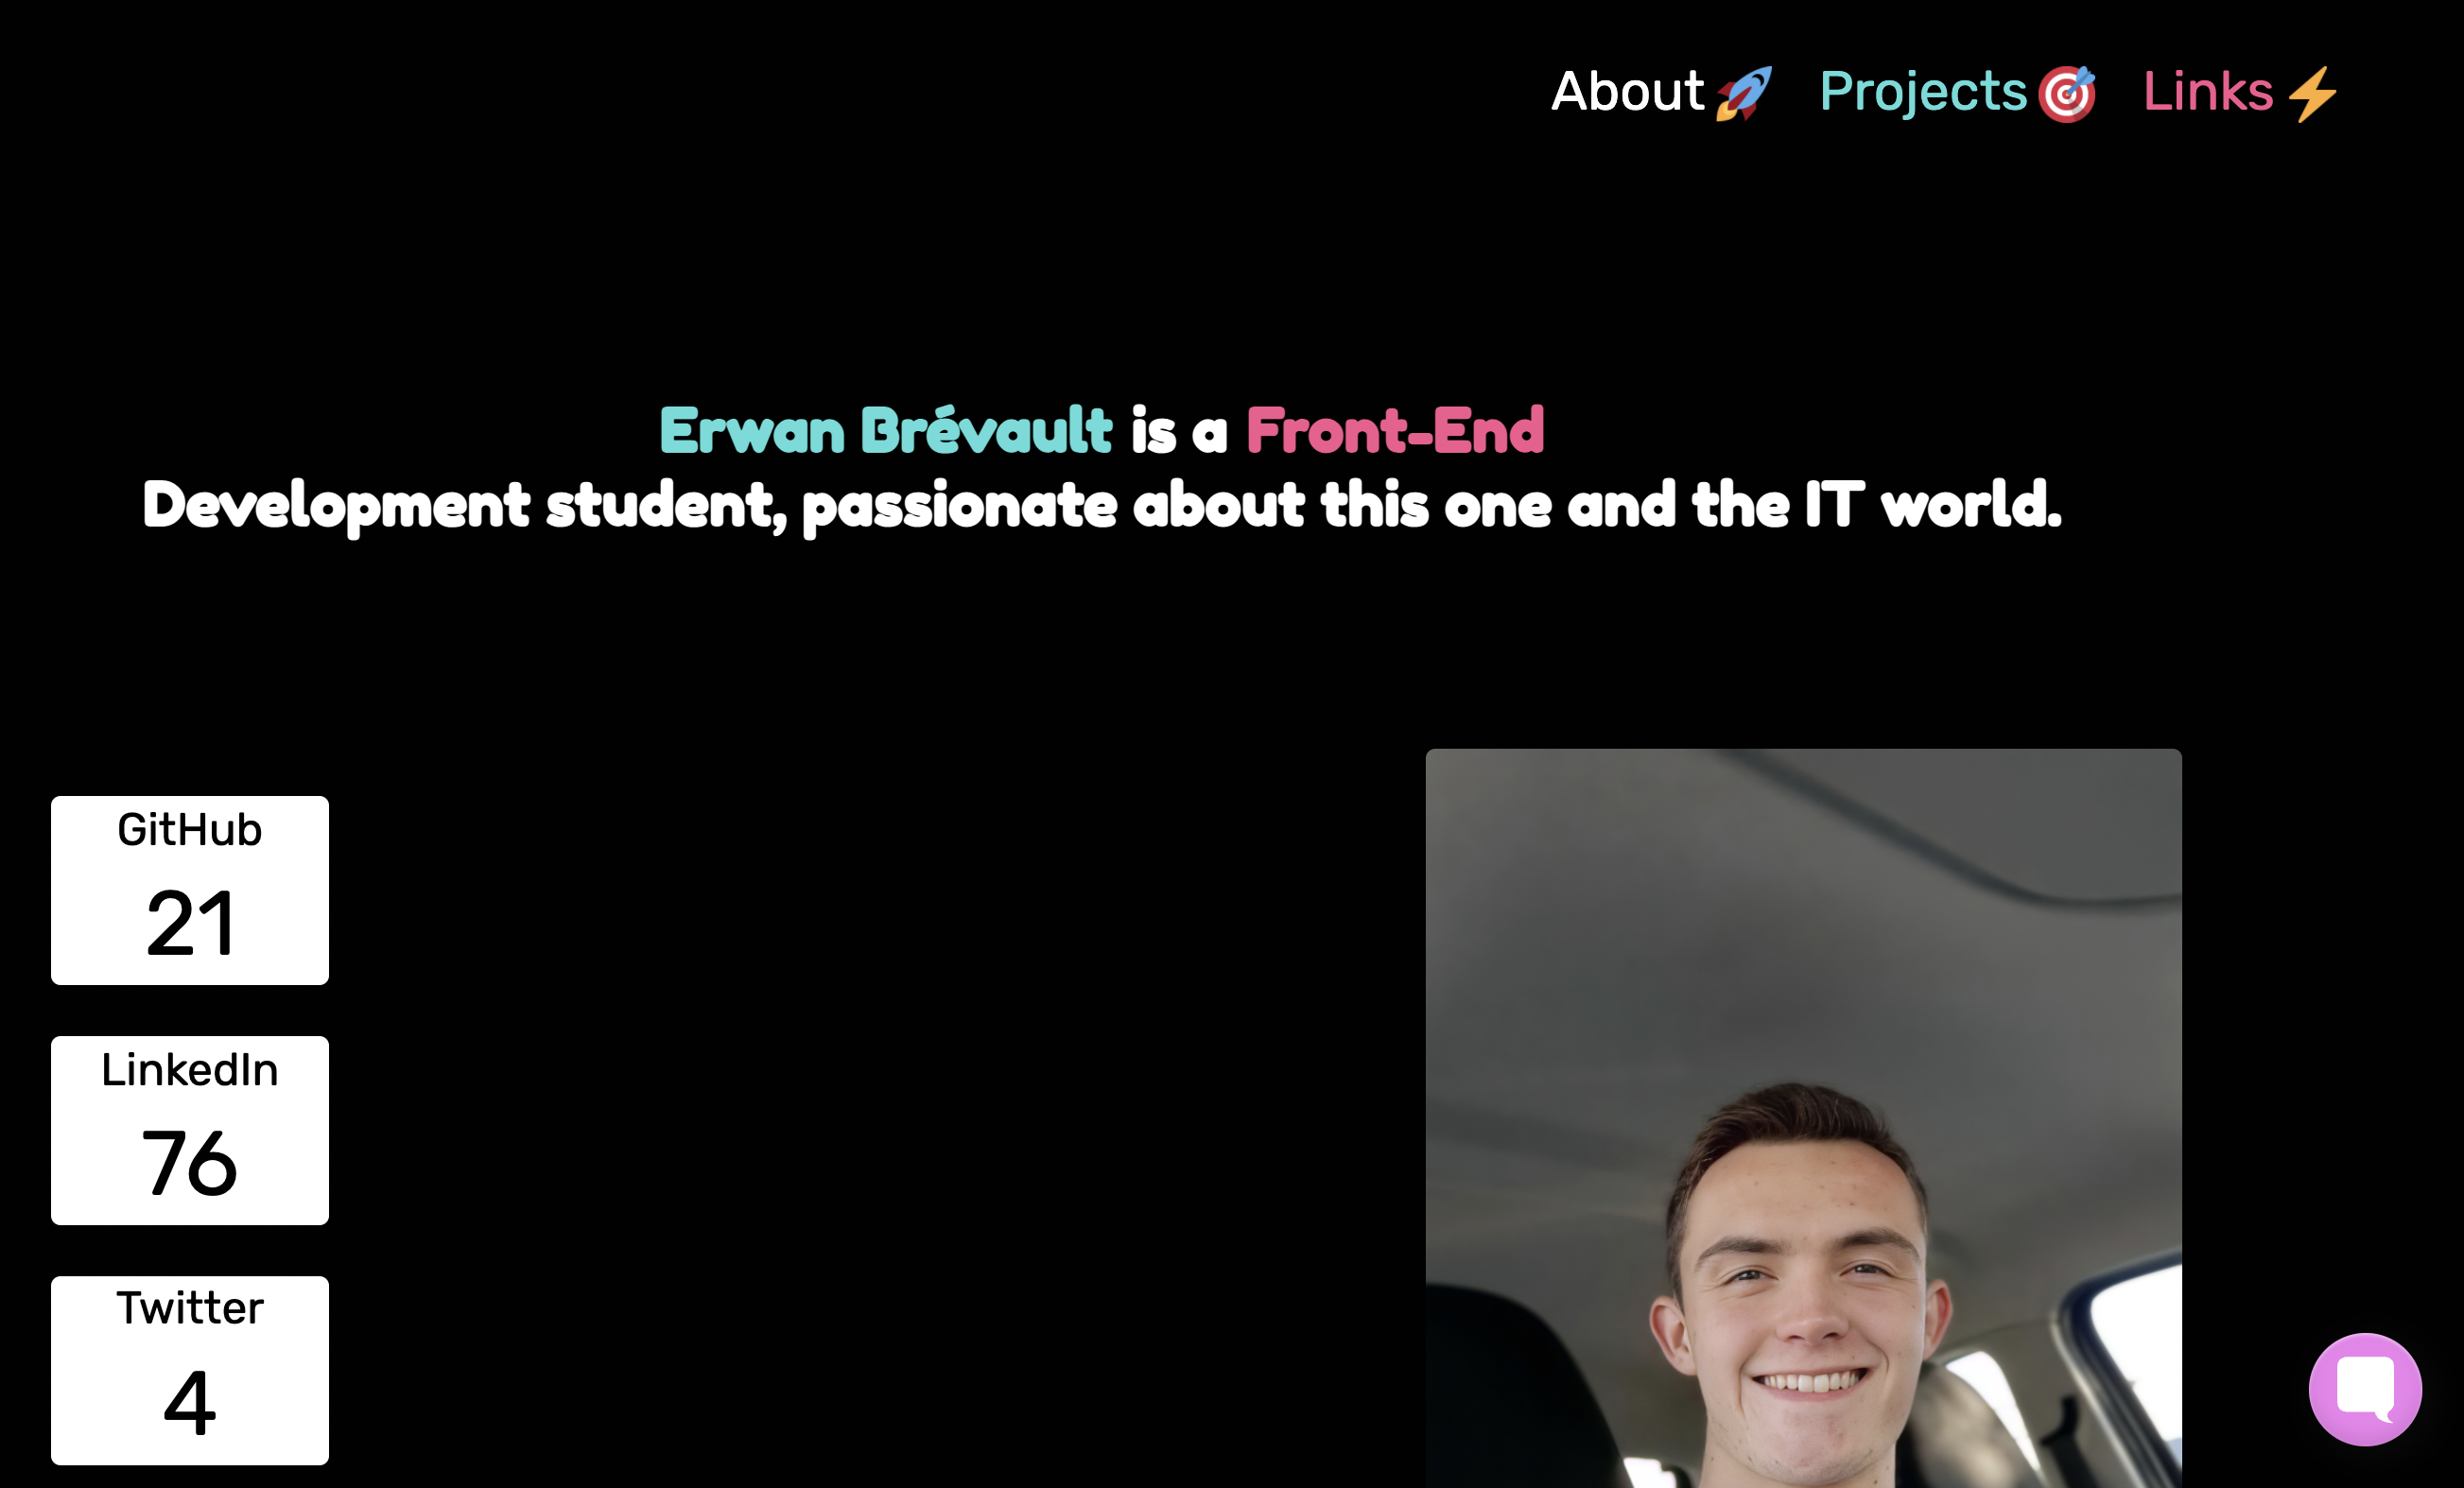 About 🚀 Projects 🎯 Links ⚡
Erwan Brévault is a Front-End
Development student, passionate about this one and the IT world.
GitHub
21
LinkedIn
76
Twitter
4